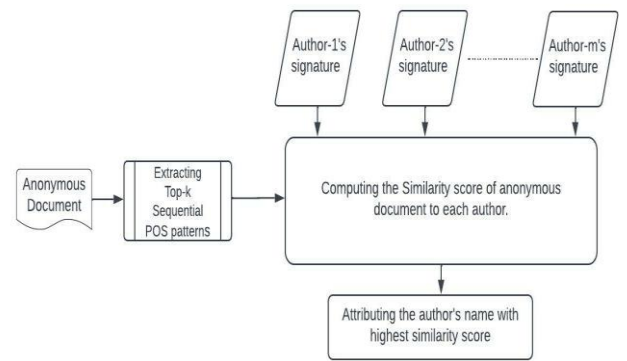 Author-1's
signature
Author-2's
signature
Author-m's
signature
Anonymous
Document
Extracting
Top-k
Sequential
POS patterns
Computing the Similarity score of anonymous
document to each author.
Attributing the author's name with
highest similarity score